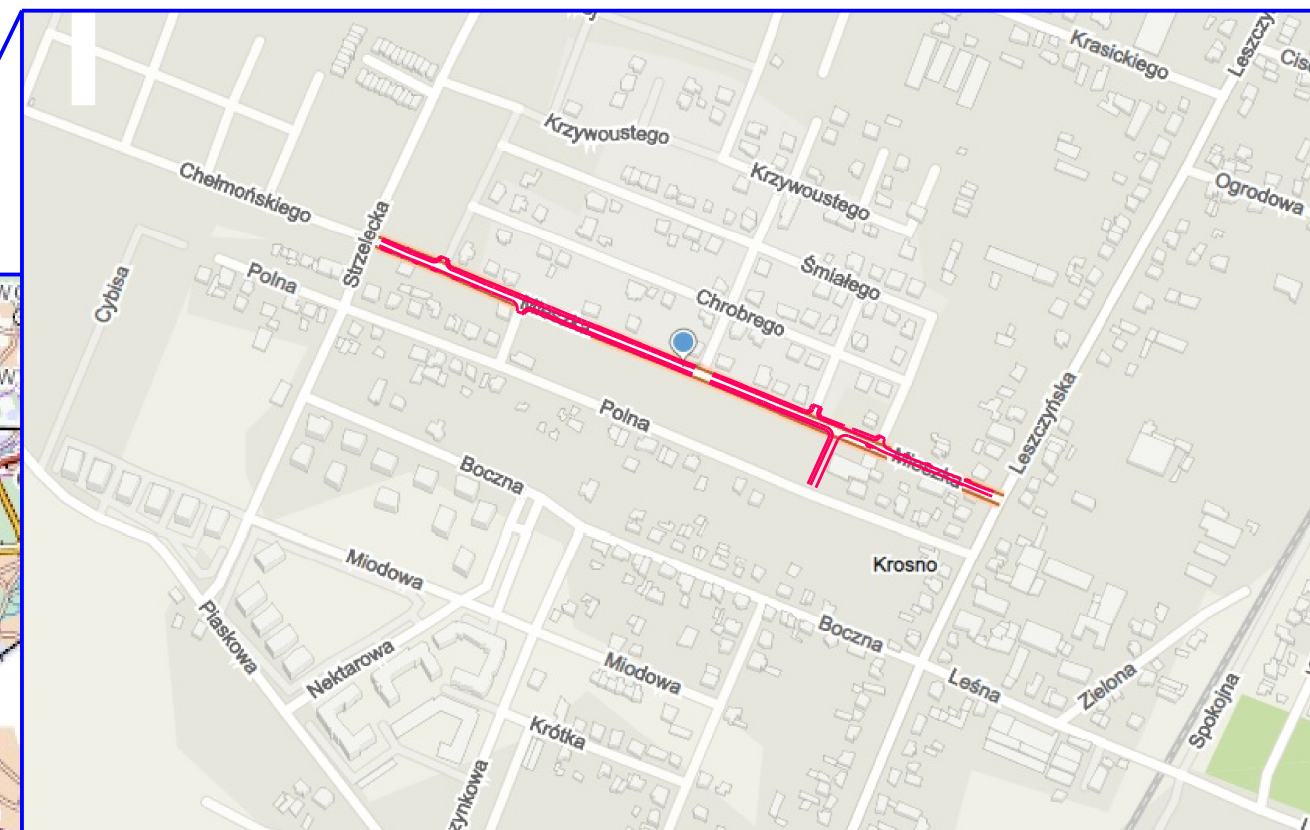 Krasickiego
Krzywoustego
Krzywoustego
Ogrodowa
Chełmońskiego
Strzelecka
Śmiałego
Polna
Cybisa
Chrobrego
Mieszka
Leszczyńska
Polna
Mieszka
Boczna
Krosno
Miodowa
Piaskowa
Boczna
Nektarowa
Miodowa
Leśna
Zielona
Spokojna
Krótka